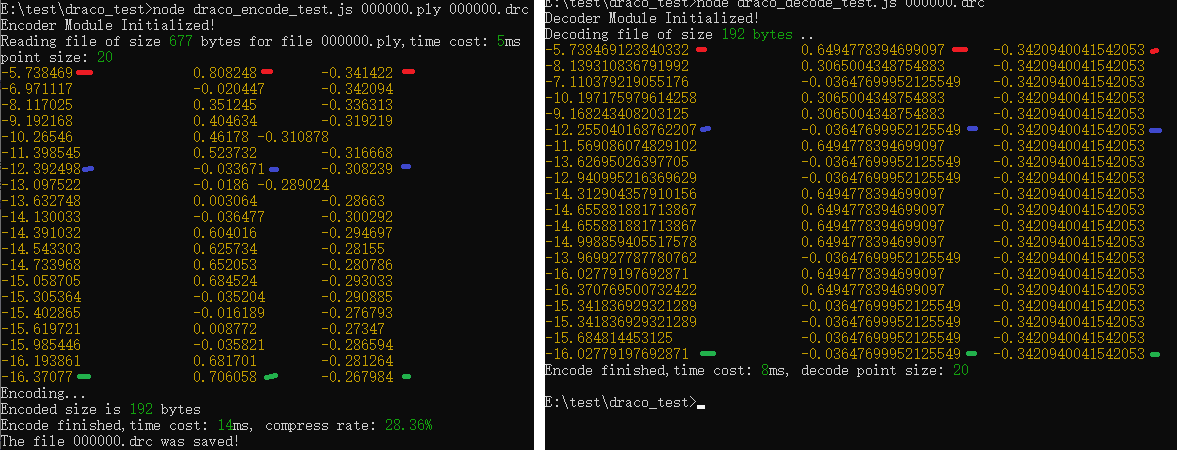 E:\test\draco_test>node draco_encode_test.js 000000.ply 000000.drc
Encoder Module Initialized!
Reading file of size 677 bytes for file 000000.ply,time cost: 5ms
point size: 20
-5.738469 0.808248 -0.341422
-6.971117 -0.020447 -0.342094
-8.117025 0.351245 -0.336313
-9.192168 0.404634 -0.319219
-10.26546 0.46178 -0.310878
-11.398545 0.523732 -0.316668
-12.392498 -0.033671 -0.308239
-13.097522 -0.0186 -0.289024
-13.632748 0.003064 -0.28663
-14.130033 -0.036477 -0.300292
-14.391032 0.604016 -0.294697
-14.543303 0.625734 -0.28155
-14.733968 0.652053 -0.280786
-15.058705 0.684524 -0.293033
-15.305364 -0.035204 -0.290885
-15.402865 -0.016189 -0.276793
-15.619721 0.008772 -0.27347
-15.985446 -0.035821 -0.286594
-16.193861 0.681701 -0.281264
-16.37077 0.706058 -0.267984
Encoding...
Encoded size is 192 bytes
Encode finished,time cost: 14ms, compress rate: 28.36%
The file 000000.drc was saved!
E:\test\draco_test>node draco_decode_test.js 000000.drc
Decoder Module Initialized!
Decoding file of size 192 bytes ..
-5.738469123840332 0.6494778394699097 -0.3420940041542053
-8.139310836791992 0.3065004348754883 -0.3420940041542053
-7.110379219055176 -0.03647699952125549 -0.3420940041542053
-10.197175979614258 0.3065004348754883 -0.3420940041542053
-9.168243408203125 0.3065004348754883 -0.3420940041542053
-12.255040168762207 -0.03647699952125549 -0.3420940041542053
-11.569086074829102 0.6494778394699097 -0.3420940041542053
-13.62695026397705 -0.03647699952125549 -0.3420940041542053
-12.940995216369629 -0.03647699952125549 -0.3420940041542053
-14.312904357910156 0.6494778394699097 -0.3420940041542053
-14.655881881713867 0.6494778394699097 -0.3420940041542053
-14.655881881713867 0.6494778394699097 -0.3420940041542053
-14.998859405517578 0.6494778394699097 -0.3420940041542053
-13.969927787780762 -0.03647699952125549 -0.3420940041542053
-16.02779197692871 0.6494778394699097 -0.3420940041542053
-16.370769500732422 0.6494778394699097 -0.3420940041542053
-15.341836929321289 -0.03647699952125549 -0.3420940041542053
-15.341836929321289 -0.03647699952125549 -0.3420940041542053
-15.684814453125 -0.03647699952125549 -0.3420940041542053
-16.02779197692871 -0.03647699952125549 -0.3420940041542053
Encode finished,time cost: 8ms, decode point size: 20
E:\test\draco_test>_